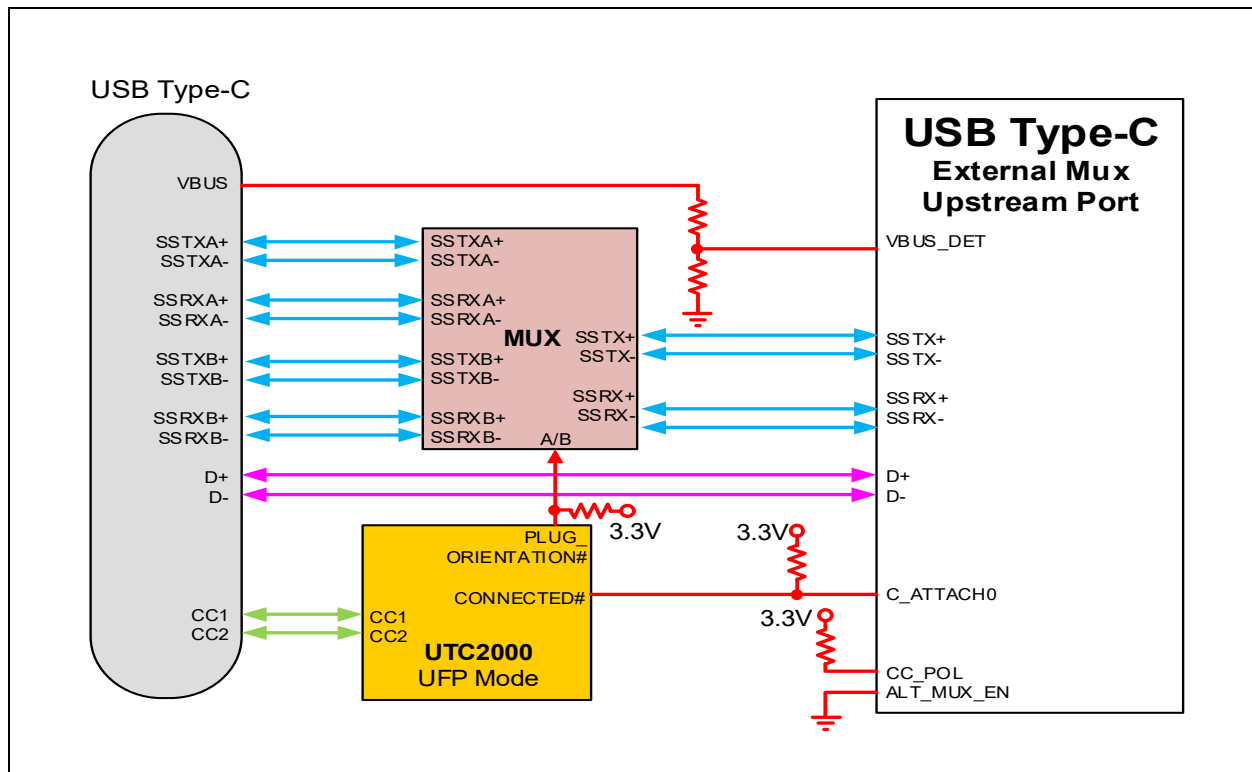 USB Type-C
VBUS
SSTXA+
SSTXA-
SSRXA+
SSRXA-
SSTXB+
SSTXB-
SSRXB+
SSRXB-
D+
D-
CC1
CC2
SSTXA+
SSTXA-
SSRXA+
SSRXA-
MUX
SSTXB+
SSTXB-
SSRXB+
SSRXB-
SSTX+
SSTX-
SSRX+
SSRX-
A/B
3.3V
PLUG_
ORIENTATION#
CONNECTED#
CC1
CC2
UTC2000
UFP Mode
3.3V
3.3V
USB Type-C
External Mux
Upstream Port
VBUS_DET
SSTX+
SSTX-
SSRX+
SSRX-
D+
D-
C_ATTACH0
CC_POL
ALT_MUX_EN